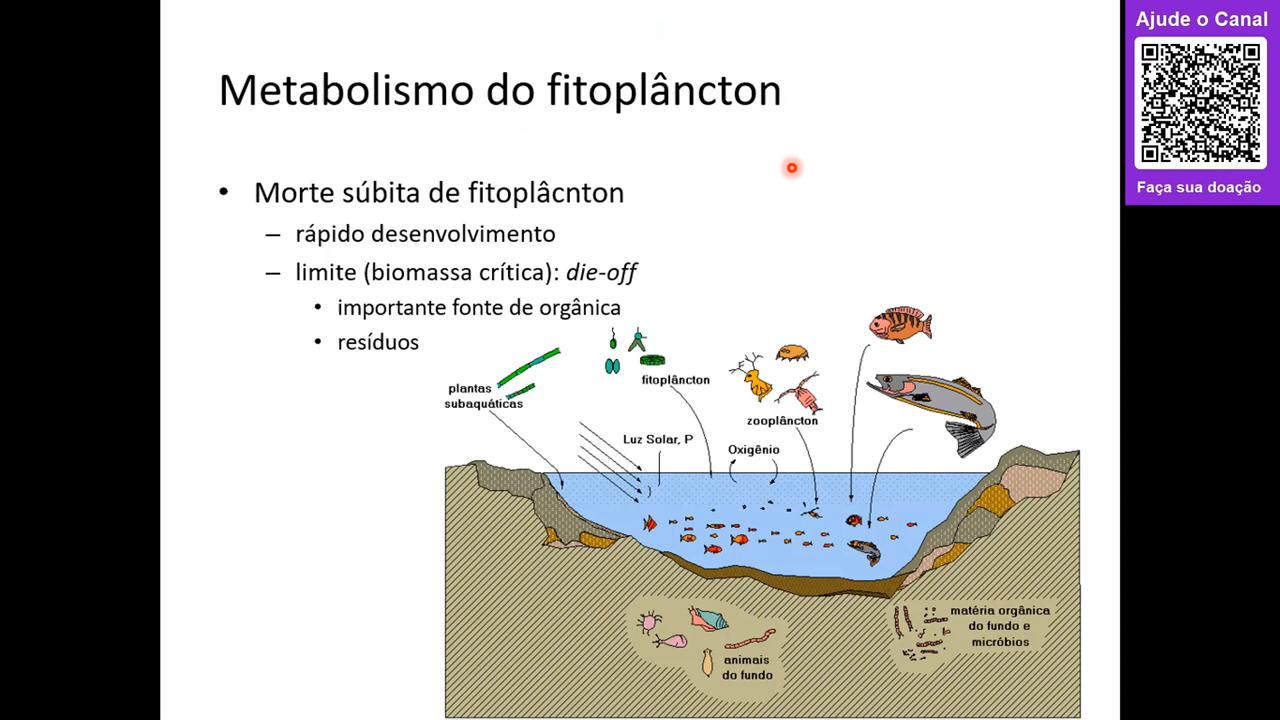 Ajude o Canal
Faça sua doação
Metabolismo do fitoplâncton
• Morte súbita de fitoplâcnton
– rápido desenvolvimento
– limite (biomassa crítica): die-off
• importante fonte de orgânica
• resíduos
plantas
subaquáticas
fitoplâncton
zooplâncton
Luz Solar, P
Oxigênio
animais
do fundo
matéria orgânica
do fundo e
micróbios